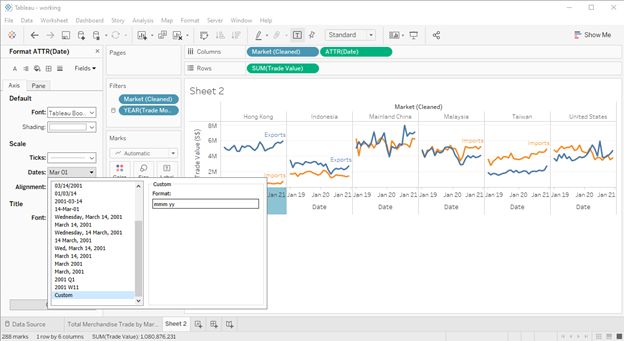 Tableau - working
File Data Worksheet Dashboard Story Analysis Map Format Server Window Help
Standard
Show Me
Format ATTR(Date)
Fields
Axis Pane
Default
Font: Tableau Boo...
Shading:
Scale
Ticks:
Dates: Mar 01
Alignment:
Title
Font:
03/14/2001
01/03/14
2001-03-14
14-Mar-01
Wednesday, March 14, 2001
March 14, 2001
Wednesday, 14 March, 2001
14 March, 2001
Wed, March 14, 2001
March 14, 2001
March 2001
March, 2001
2001 Q1
2001 W11
Custom
Custom
Format:
mmm yy
Pages
Filters
Market (Cleaned)
YEAR(Trade Mo...
Marks
Automatic
Color Size Label
Columns Market (Cleaned) ATTR(Date)
Rows SUM(Trade Value)
Sheet 2
Market (Cleaned)
Hong Kong Indonesia Mainland China Malaysia Taiwan United States
Trade Value (S$)
8M
6M
4M
2M
Exports
Imports
Exports
Imports
Imports
Imports
Jan 21 Jan 19 Jan 20 Jan 21 Jan 19 Jan 20 Jan 21 Jan 19 Jan 20 Jan 21 Jan 19 Jan 20 Jan 21 Jan 19 Jan 20 Jan 21
Date Date Date Date Date
Data Source Total Merchandise Trade by Mar... Sheet 2
288 marks 1 row by 6 columns SUM(Trade Value): 1,080,876,231